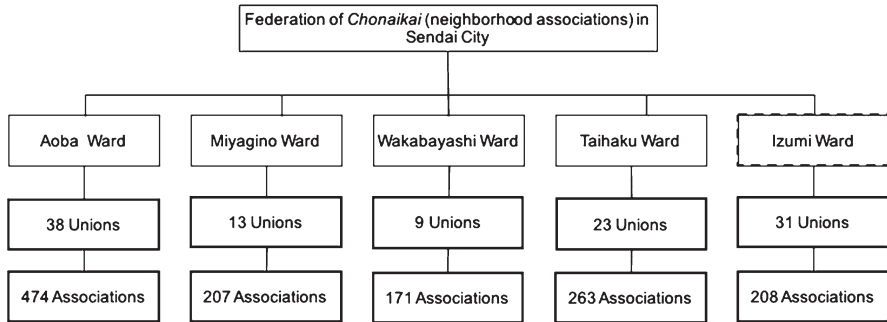 Federation of Chonaikai (neighborhood associations) in
Sendai City
Aoba Ward
Miyagino Ward
Wakabayashi Ward
Taihaku Ward
Izumi Ward
38 Unions
13 Unions
9 Unions
23 Unions
31 Unions
474 Associations
207 Associations
171 Associations
263 Associations
208 Associations